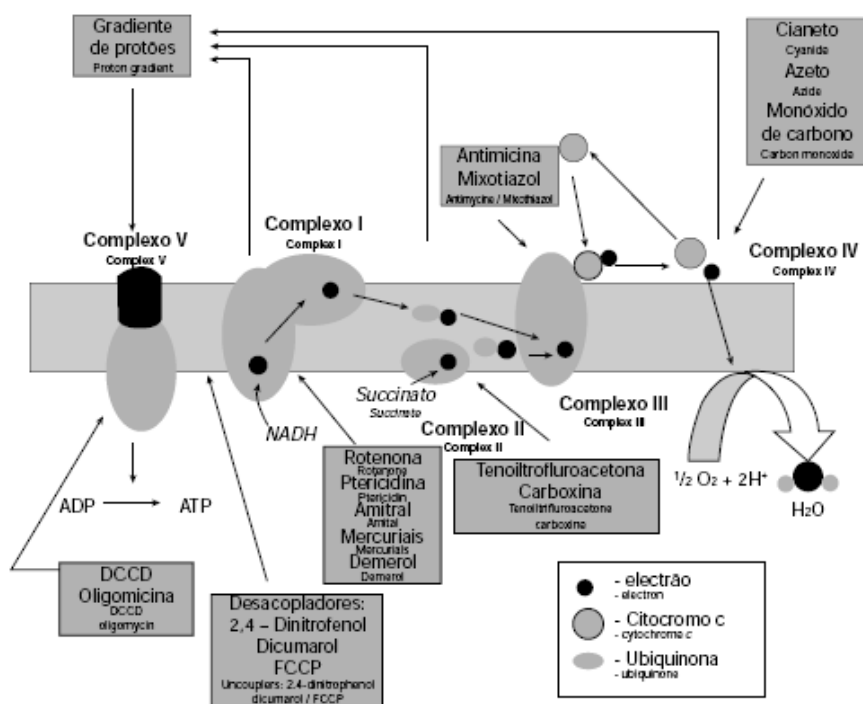 Gradiente
de protões
Proton gradient
Cianeto
Cyanide
Azeto
Azide
Monóxido
de carbono
Carbon monoxide
Antimicina
Mixotiazol
Antimycine / Mixothiazol
Complexo I
Complex I
Complexo V
Complex V
Complexo IV
Complex IV
Succinato
Succinate
NADH
Complexo II
Complex II
Complexo III
Complex III
ADP
ATP
Rotenona
Rotenone
Ptericidina
Ptericidin
Amitral
Amital
Mercuriais
Mercurials
Demerol
Demerol
Tenoiltrofluroacetona
Carboxina
Tenoiltrifluroacetone
carboxine
½ O2 + 2H+
H2O
DCCD
Oligomicina
DCCD
oligomycin
Desacopladores:
2,4 – Dinitrofenol
Dicumarol
FCCP
Uncouplers: 2,4-dinitrophenol
dicumarol / FCCP
- electrão
- electron
- Citocromo c
- cytochrome c
- Ubiquinona
- ubiquinone